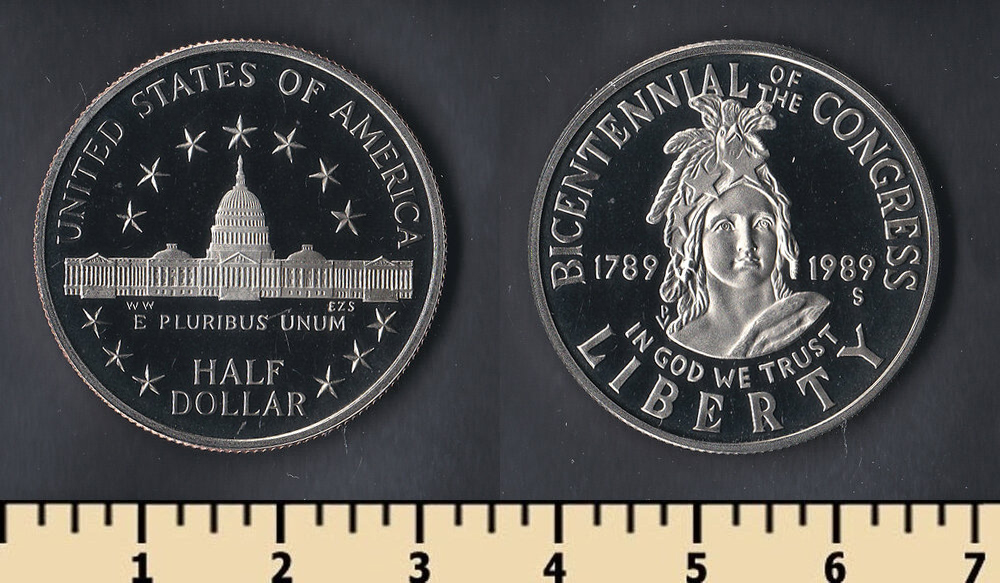 UNITED STATES OF AMERICA
W W
EZS
E PLURIBUS UNUM
HALF
DOLLAR
BICENTENNIAL OF THE CONGRESS
1789
1989
S
IN GOD WE TRUST
LIBERTY
1 2 3 4 5 6 7